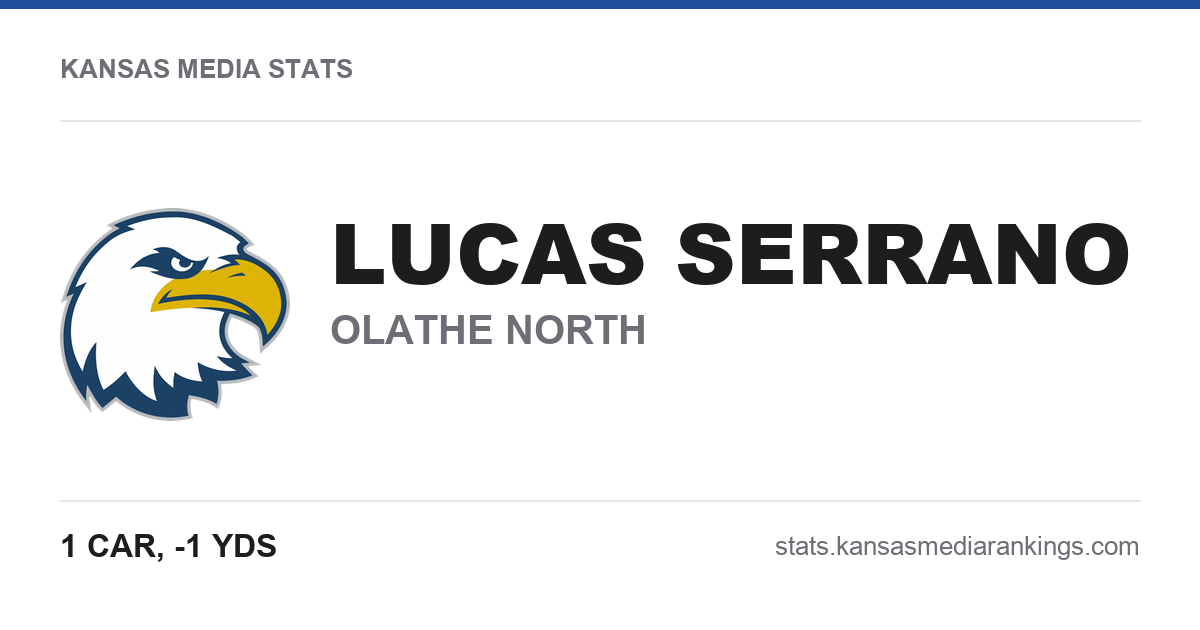 KANSAS MEDIA STATS
LUCAS SERRANO
OLATHE NORTH
1 CAR, -1 YDS
stats.kansasmediarankings.com